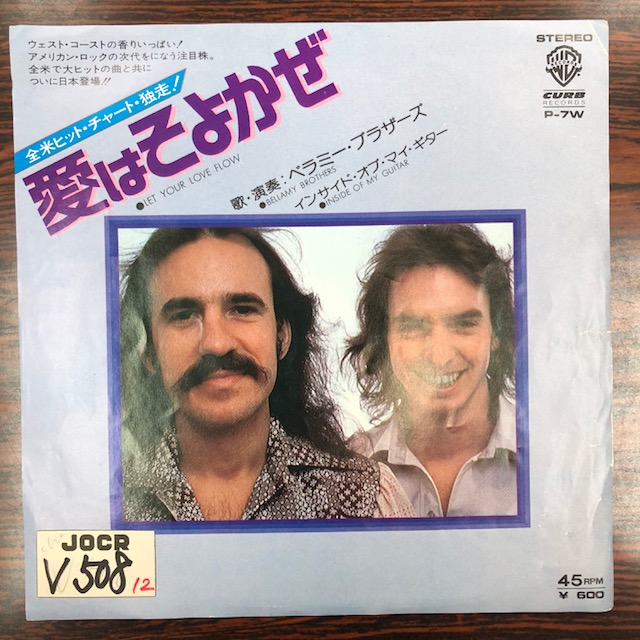 ウェスト・コーストの香りいっぱい!
アメリカン・ロックの次代をになう注目株。
全米で大ヒットの曲と共に
ついに日本登場!!
STEREO
CURB
RECORDS
P-7W
全米ヒット・チャート・独走!
愛はそよかぜ
●LET YOUR LOVE FLOW
歌・演奏:ベラミー・ブラザーズ
●BELLAMY BROTHERS
インサイド・オブ・マイ・ギター
●INSIDE OF MY GUITAR
JOCR
V508 12
45 RPM
¥ 600